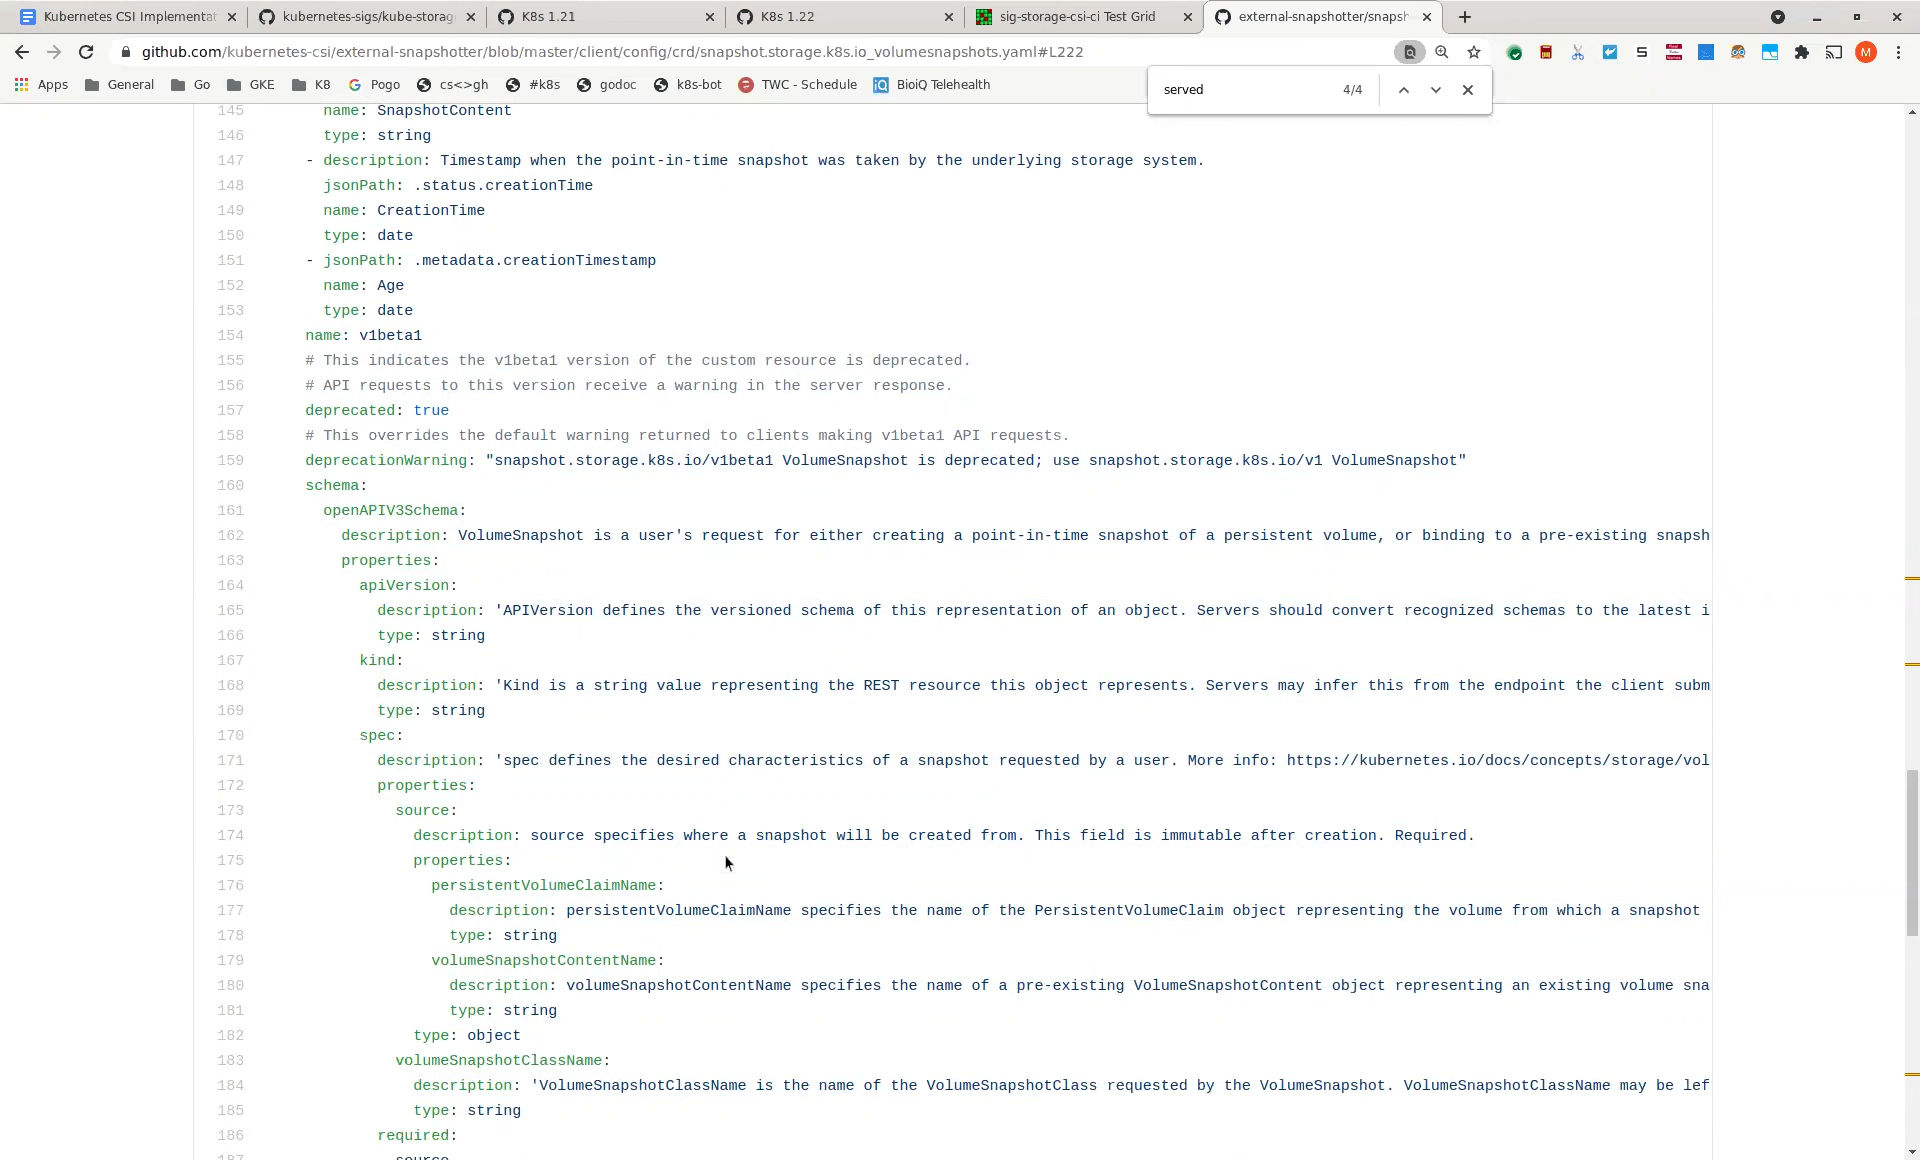 Kubernetes CSI Implementat
kubernetes-sigs/kube-storag
K8s 1.21
K8s 1.22
sig-storage-csi-ci Test Grid
external-snapshotter/snapsh
github.com/kubernetes-csi/external-snapshotter/blob/master/client/config/crd/snapshot.storage.k8s.io_volumesnapshots.yaml#L222
M
Apps General Go GKE K8 Pogo cs<>gh #k8s godoc k8s-bot TWC - Schedule BioiQ Telehealth
served 4/4
145 name: SnapshotContent
146 type: string
147 - description: Timestamp when the point-in-time snapshot was taken by the underlying storage system.
148 jsonPath: .status.creationTime
149 name: CreationTime
150 type: date
151 - jsonPath: .metadata.creationTimestamp
152 name: Age
153 type: date
154 name: v1beta1
155 # This indicates the v1beta1 version of the custom resource is deprecated.
156 # API requests to this version receive a warning in the server response.
157 deprecated: true
158 # This overrides the default warning returned to clients making v1beta1 API requests.
159 deprecationWarning: "snapshot.storage.k8s.io/v1beta1 VolumeSnapshot is deprecated; use snapshot.storage.k8s.io/v1 VolumeSnapshot"
160 schema:
161 openAPIV3Schema:
162 description: VolumeSnapshot is a user's request for either creating a point-in-time snapshot of a persistent volume, or binding to a pre-existing snapsh
163 properties:
164 apiVersion:
165 description: 'APIVersion defines the versioned schema of this representation of an object. Servers should convert recognized schemas to the latest i
166 type: string
167 kind:
168 description: 'Kind is a string value representing the REST resource this object represents. Servers may infer this from the endpoint the client subm
169 type: string
170 spec:
171 description: 'spec defines the desired characteristics of a snapshot requested by a user. More info: https://kubernetes.io/docs/concepts/storage/vol
172 properties:
173 source:
174 description: source specifies where a snapshot will be created from. This field is immutable after creation. Required.
175 properties:
176 persistentVolumeClaimName:
177 description: persistentVolumeClaimName specifies the name of the PersistentVolumeClaim object representing the volume from which a snapshot
178 type: string
179 volumeSnapshotContentName:
180 description: volumeSnapshotContentName specifies the name of a pre-existing VolumeSnapshotContent object representing an existing volume sna
181 type: string
182 type: object
183 volumeSnapshotClassName:
184 description: 'VolumeSnapshotClassName is the name of the VolumeSnapshotClass requested by the VolumeSnapshot. VolumeSnapshotClassName may be lef
185 type: string
186 required:
187 source